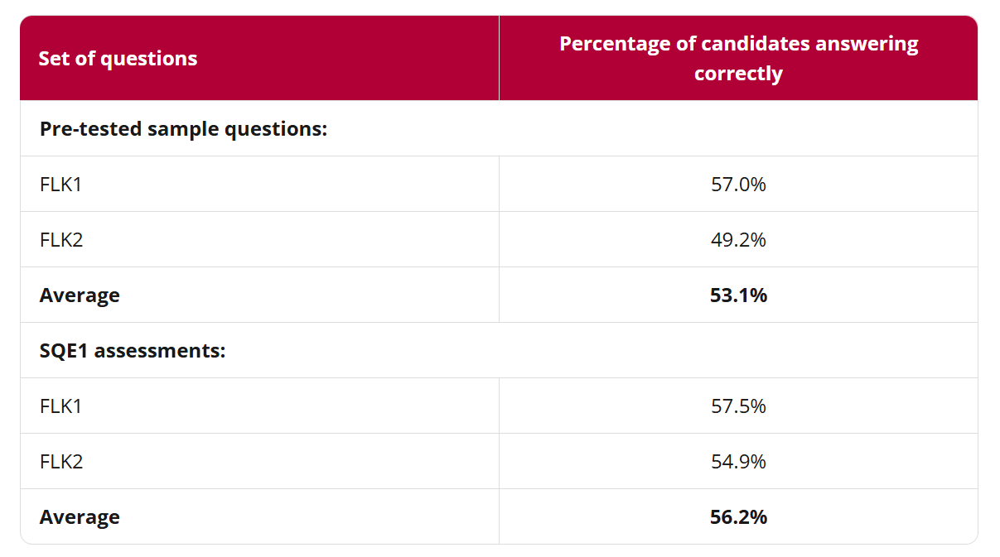 Set of questions
Percentage of candidates answering
correctly
Pre-tested sample questions:
FLK1 57.0%
FLK2 49.2%
Average 53.1%
SQE1 assessments:
FLK1 57.5%
FLK2 54.9%
Average 56.2%